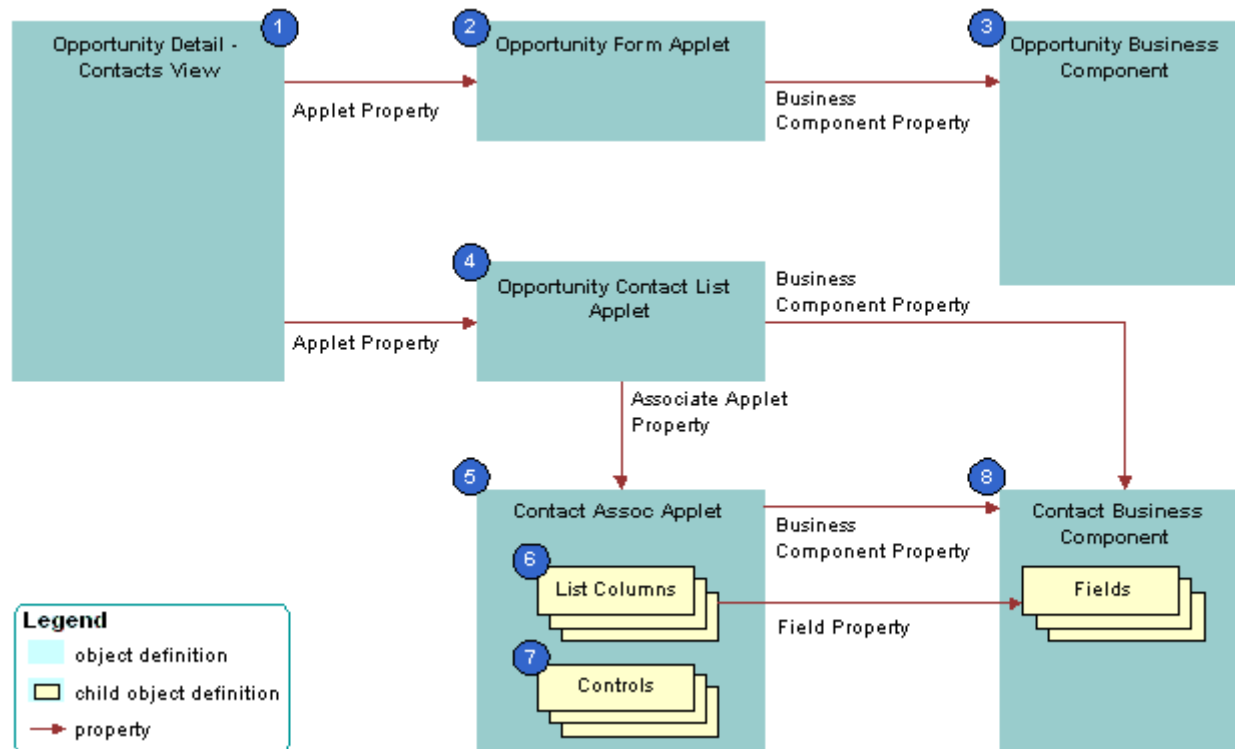 1
Opportunity Detail -
Contacts View
Applet Property
2
Opportunity Form Applet
Business
Component Property
3
Opportunity Business
Component
Applet Property
4
Opportunity Contact List
Applet
Business
Component Property
Associate Applet
Property
5
Contact Assoc Applet
Business
Component Property
8
Contact Business
Component
6
List Columns
Field Property
Fields
7
Controls
Legend
object definition
child object definition
property